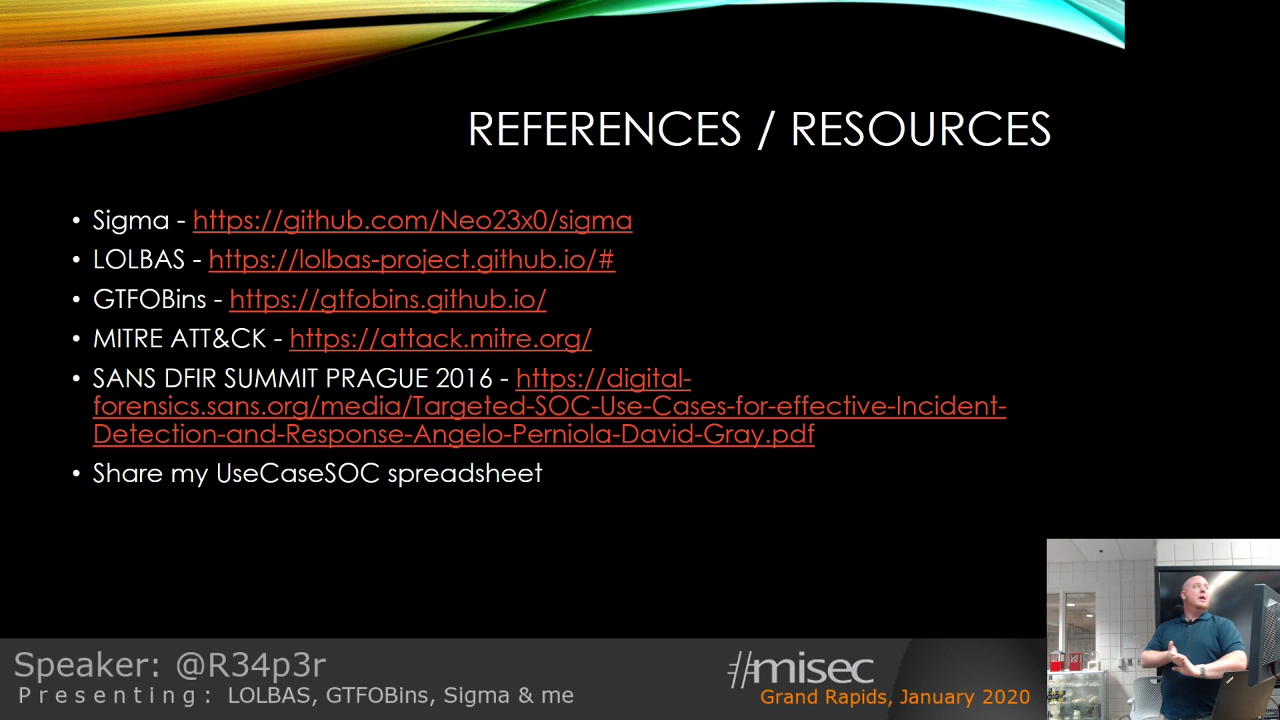 REFERENCES / RESOURCES
• Sigma - https://github.com/Neo23x0/sigma
• LOLBAS - https://lolbas-project.github.io/#
• GTFOBins - https://gtfobins.github.io/
• MITRE ATT&CK - https://attack.mitre.org/
• SANS DFIR SUMMIT PRAGUE 2016 - https://digital-
forensics.sans.org/media/Targeted-SOC-Use-Cases-for-effective-Incident-
Detection-and-Response-Angelo-Perniola-David-Gray.pdf
• Share my UseCaseSOC spreadsheet
Speaker: @R34p3r
Presenting: LOLBAS, GTFOBins, Sigma & me
#misec
Grand Rapids, January 2020